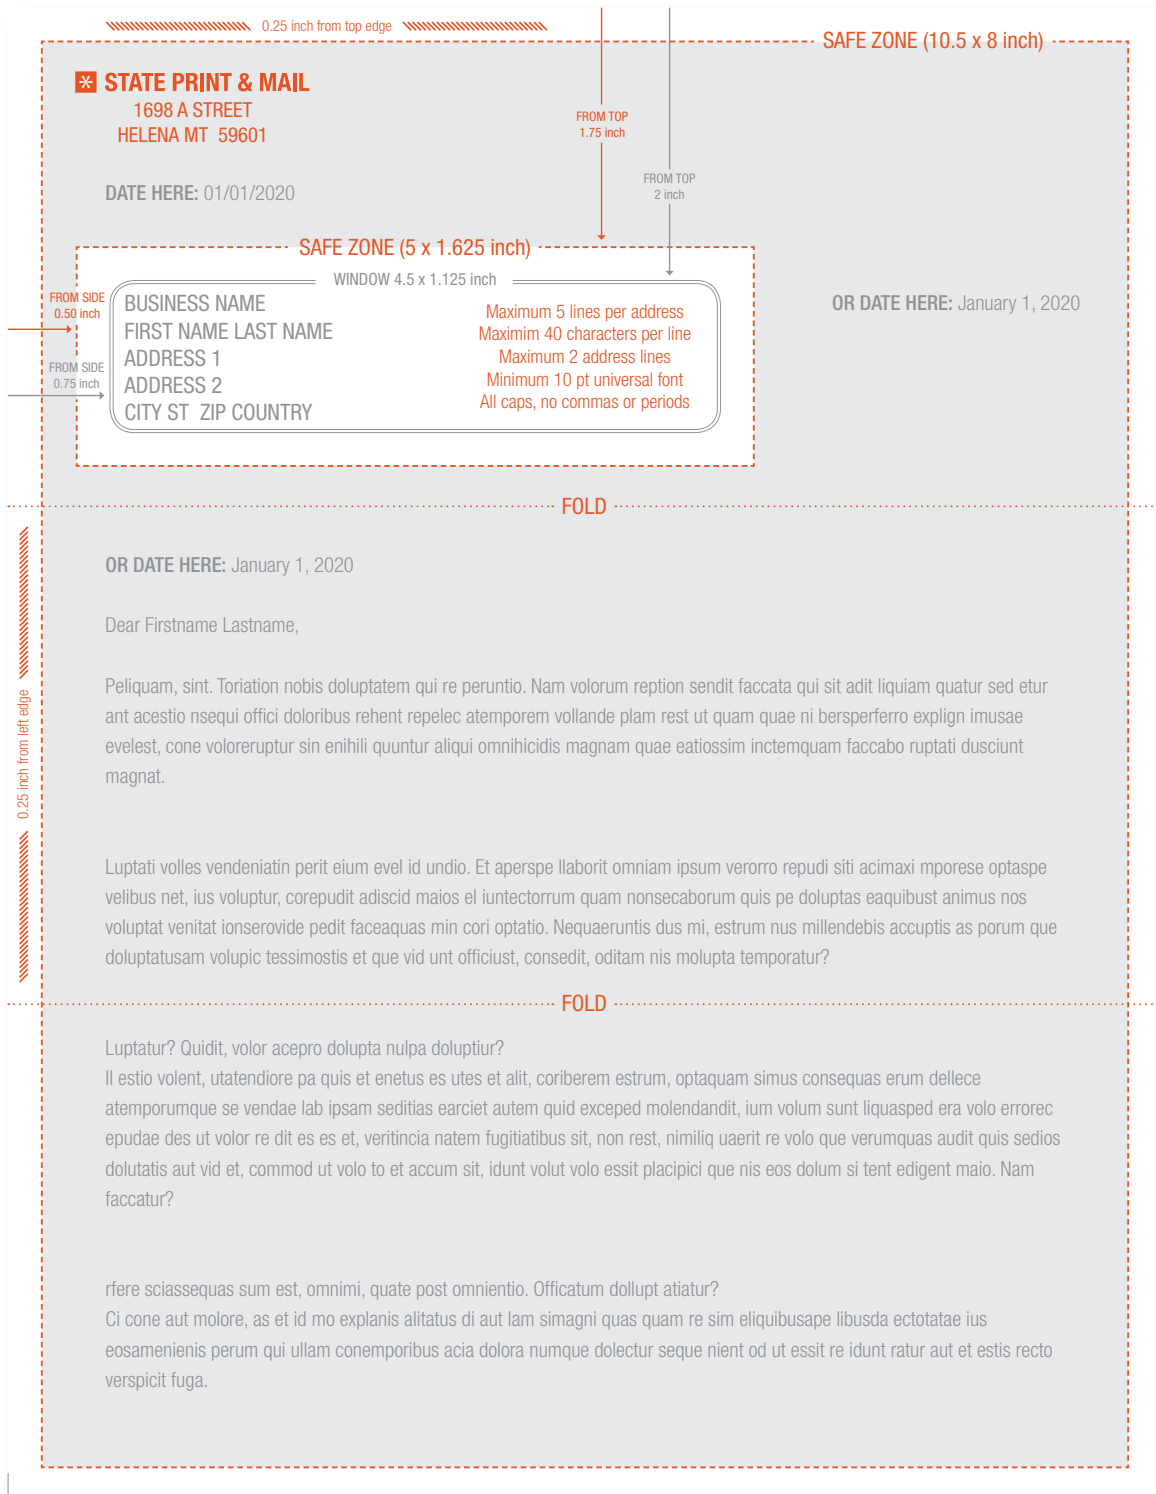 0.25 inch from top edge
SAFE ZONE (10.5 x 8 inch)
STATE PRINT & MAIL
1698 A STREET
HELENA MT  59601
FROM TOP
1.75 inch
FROM TOP
2 inch
DATE HERE: 01/01/2020
SAFE ZONE (5 x 1.625 inch)
WINDOW 4.5 x 1.125 inch
FROM SIDE
0.50 inch
FROM SIDE
0.75 inch
BUSINESS NAME
FIRST NAME LAST NAME
ADDRESS 1
ADDRESS 2
CITY ST  ZIP COUNTRY
Maximum 5 lines per address
Maximim 40 characters per line
Maximum 2 address lines
Minimum 10 pt universal font
All caps, no commas or periods
OR DATE HERE: January 1, 2020
FOLD
0.25 inch from left edge
OR DATE HERE: January 1, 2020
Dear Firstname Lastname,
Peliquam, sint. Toriation nobis doluptatem qui re peruntio. Nam volorum reption sendit faccata qui sit adit liquiam quatur sed etur
ant acestio nsequi offici doloribus rehent repelec atemporem vollande plam rest ut quam quae ni bersperferro explign imusae
evelest, cone voloreruptur sin enihili quuntur aliqui omnihicidis magnam quae eatiossim inctemquam faccabo ruptati dusciunt
magnat.
Luptati volles vendeniatin perit eium evel id undio. Et aperspe llaborit omniam ipsum verorro repudi siti acimaxi mporese optaspe
velibus net, ius voluptur, corepudit adiscid maios el iuntectorrum quam nonsecaborum quis pe doluptas eaquibust animus nos
voluptat venitat ionserovide pedit faceaquas min cori optatio. Nequaeruntis dus mi, estrum nus millendebis accuptis as porum que
doluptatusam volupic tessimostis et que vid unt officiust, consedit, oditam nis molupta temporatur?
FOLD
Luptatur? Quidit, volor acepro dolupta nulpa doluptiur?
Il estio volent, utatendiore pa quis et enetus es utes et alit, coriberem estrum, optaquam simus consequas erum dellece
atemporumque se vendae lab ipsam seditias earciet autem quid exceped molendandit, ium volum sunt liquasped era volo errorec
epudae des ut volor re dit es es et, veritincia natem fugitiatibus sit, non rest, nimiliq uaerit re volo que verumquas audit quis sedios
dolutatis aut vid et, commod ut volo to et accum sit, idunt volut volo essit placipici que nis eos dolum si tent edigent maio. Nam
faccatur?
rfere sciassequas sum est, omnimi, quate post omnientio. Officatum dollupt atiatur?
Ci cone aut molore, as et id mo explanis alitatus di aut lam simagni quas quam re sim eliquibusape libusda ectotatae ius
eosamenienis perum qui ullam conemporibus acia dolora numque dolectur seque nient od ut essit re idunt ratur aut et estis recto
verspicit fuga.